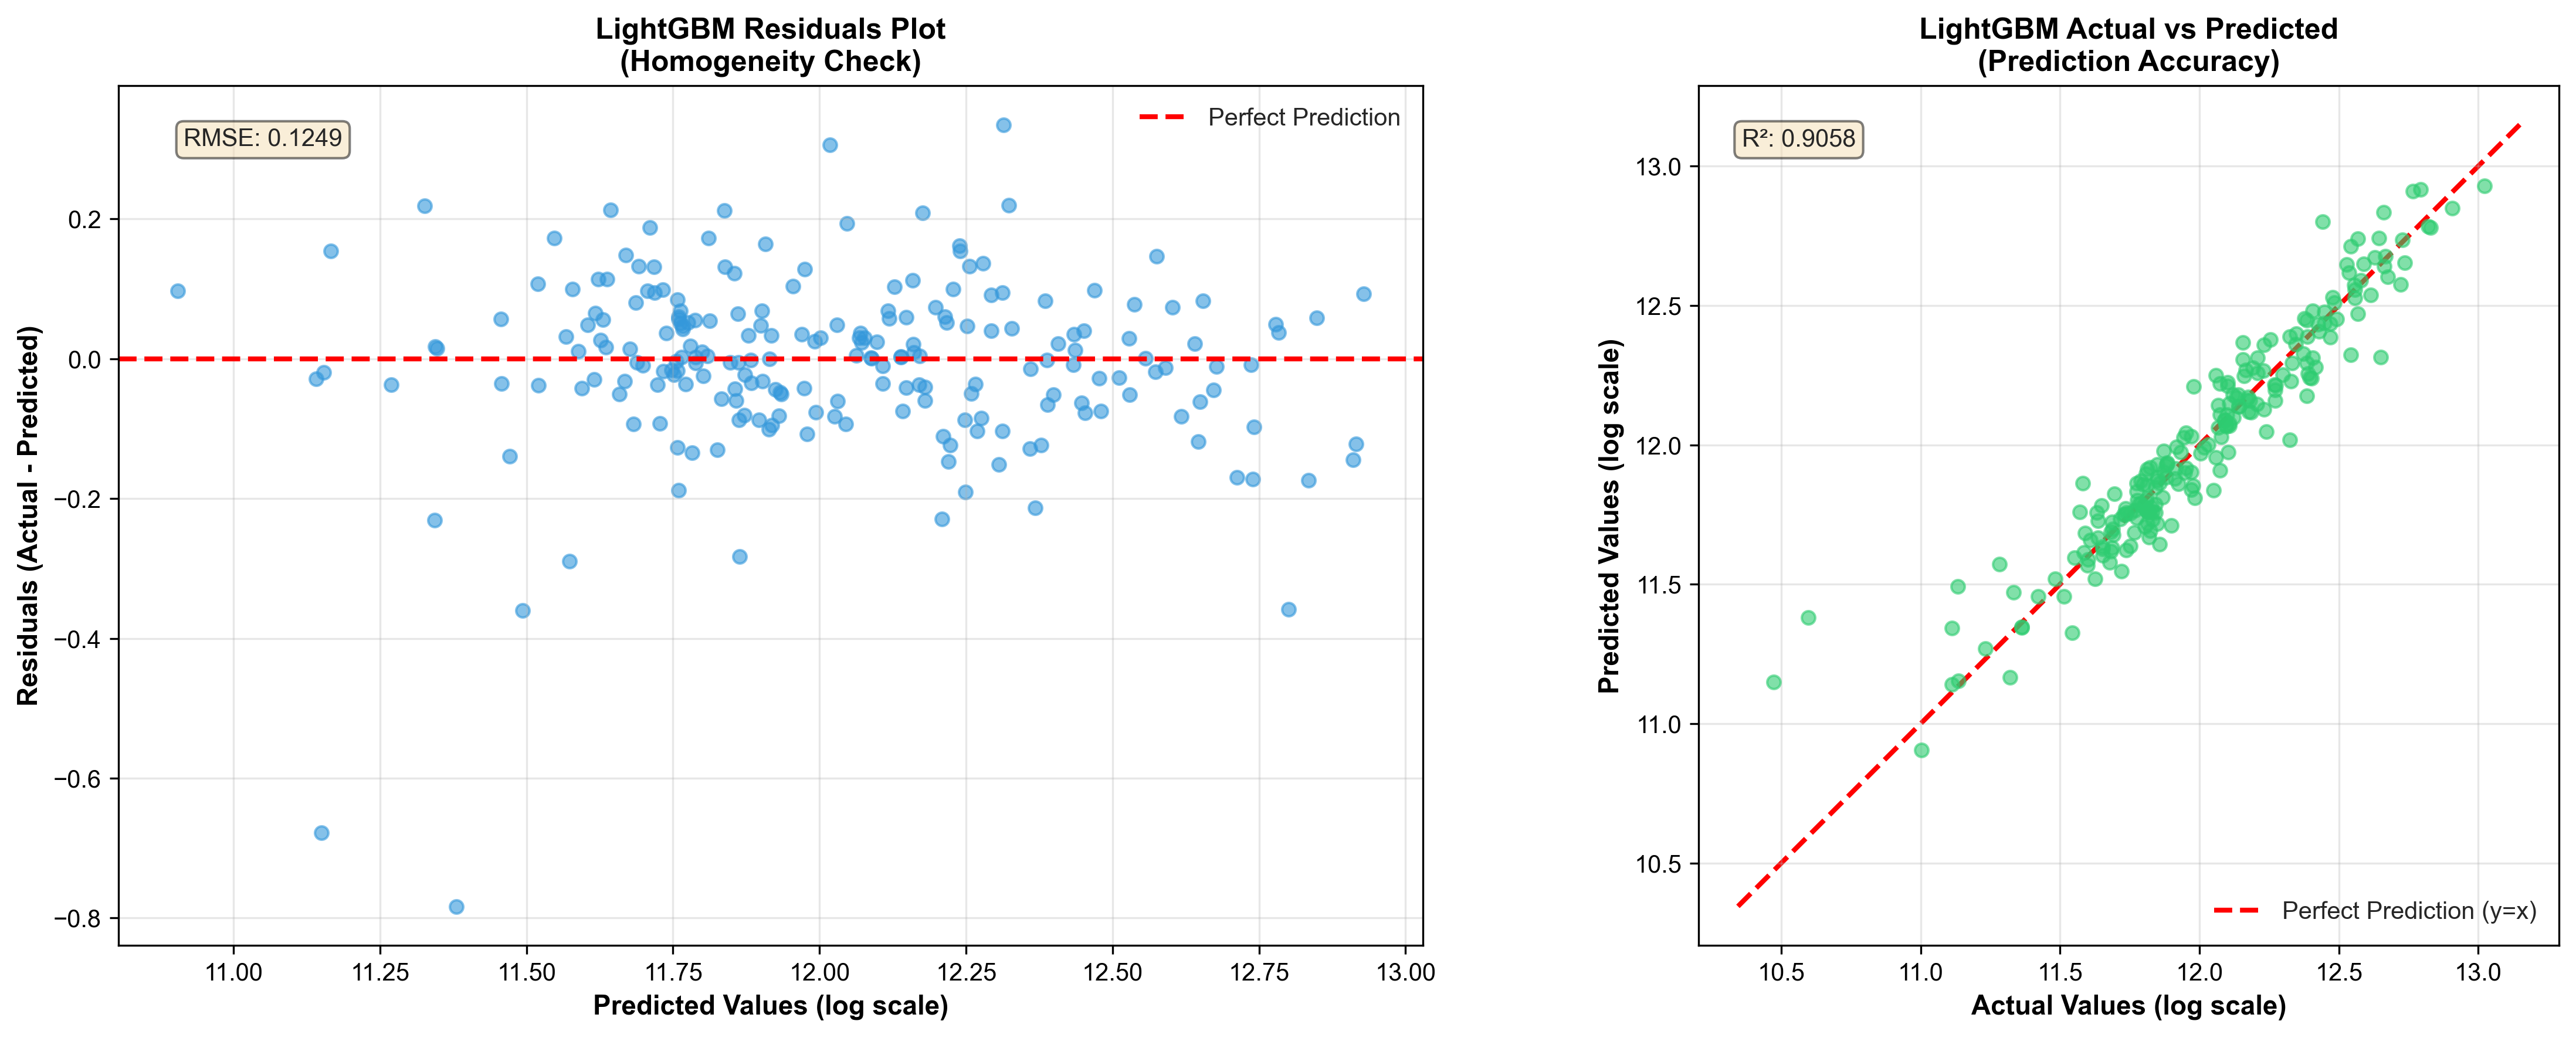 LightGBM Residuals Plot
(Homogeneity Check)
RMSE: 0.1249
Perfect Prediction
0.2
0.0
−0.2
−0.4
−0.6
−0.8
Residuals (Actual - Predicted)
11.00 11.25 11.50 11.75 12.00 12.25 12.50 12.75 13.00
Predicted Values (log scale)
LightGBM Actual vs Predicted
(Prediction Accuracy)
R²: 0.9058
13.0
12.5
12.0
11.5
11.0
10.5
Predicted Values (log scale)
Perfect Prediction (y=x)
10.5 11.0 11.5 12.0 12.5 13.0
Actual Values (log scale)